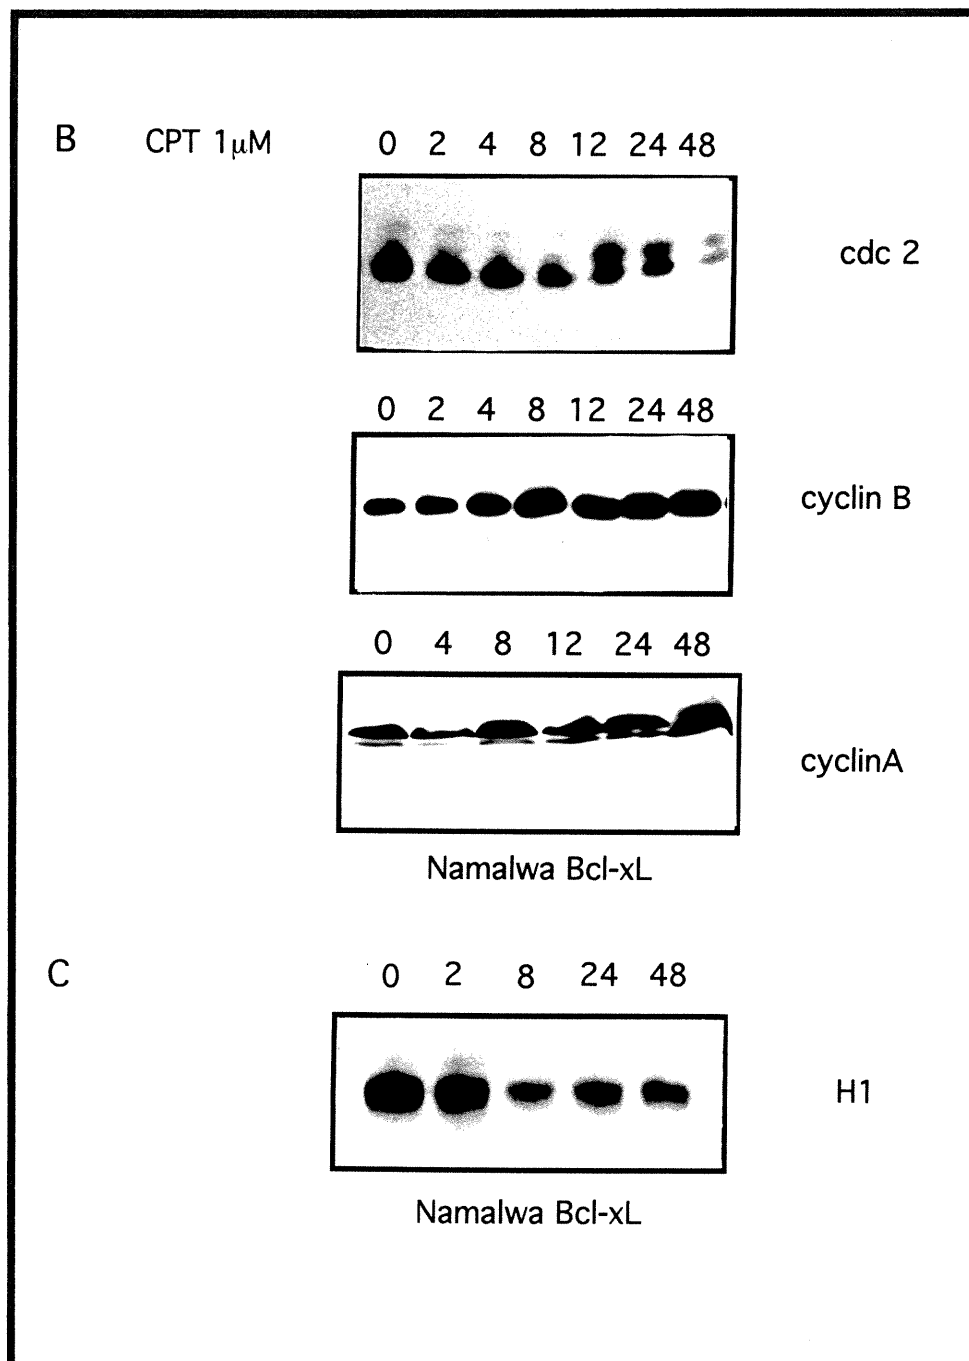 B CPT 1µM 0 2 4 8 12 24 48
cdc 2
0 2 4 8 12 24 48
cyclin B
0 4 8 12 24 48
cyclinA
Namalwa Bcl-xL
C 0 2 8 24 48
H1
Namalwa Bcl-xL